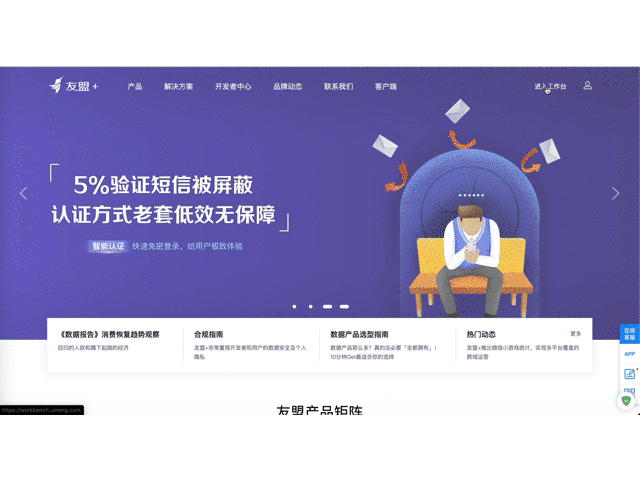 友盟+
产品
解决方案
开发者中心
品牌动态
联系我们
客户端
进入工作台
5%验证短信被屏蔽
认证方式老套低效无保障
智能认证 快速免密登录，给用户极致体验
《数据报告》消费恢复趋势观察
回归的人欲和蹲下起跳的经济
合规指南
友盟+非常重视开发者和用户的数据安全及个人
隐私
数据产品选型指南
数据产品那么多？真的没必要「全都拥有」！
10分钟Get最适合你的选择
热门动态
更多
友盟+推出微信小游戏统计，实现多平台覆盖的
跨域运营
在线
客服
APP
https://workbench.umeng.com
友盟产品矩阵